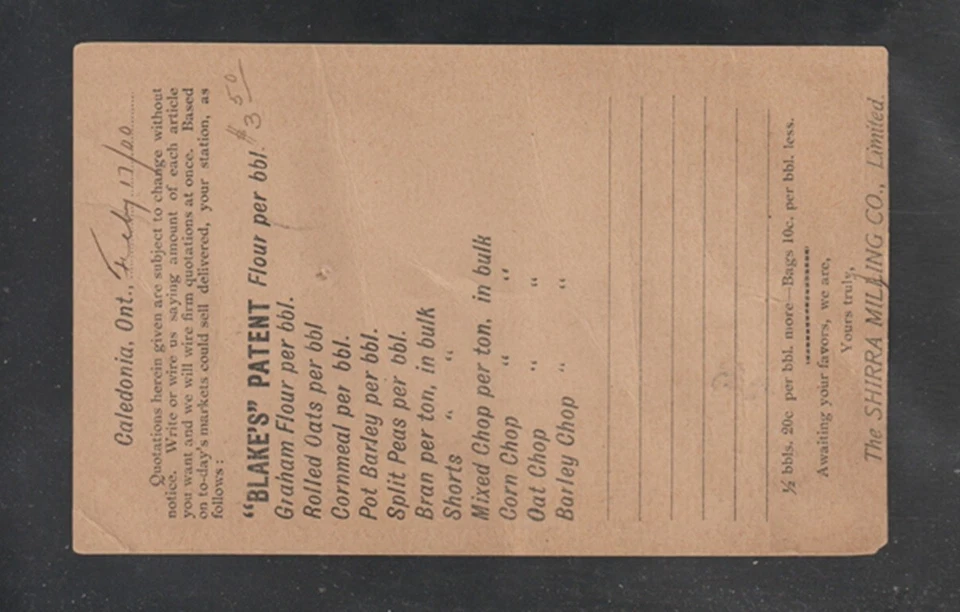 Caledonia, Ont., Feby 17/00
Quotations herein given are subject to change without
notice. Write or wire us saying amount of each article
you want and we will wire firm quotations at once. Based
on to-day's markets could sell delivered, your station, as
follows:
"BLAKE'S" PATENT Flour per bbl. $3 50
Graham Flour per bbl.
Rolled Oats per bbl
Cornmeal per bbl.
Pot Barley per bbl.
Split Peas per bbl.
Bran per ton, in bulk
Shorts " "
Mixed Chop per ton, in bulk
Corn Chop " "
Oat Chop " "
Barley Chop " "
½ bbls. 20c per bbl. more—Bags 10c. per bbl. less.
Awaiting your favors, we are,
Yours truly,
The SHIRRA MILLING CO., Limited.